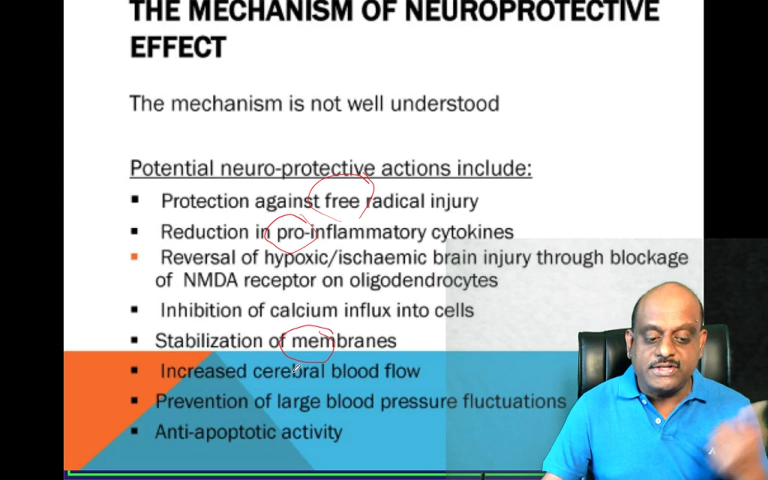 THE MECHANISM OF NEUROPROTECTIVE
EFFECT
The mechanism is not well understood
Potential neuro-protective actions include:
Protection against free radical injury
Reduction in pro-inflammatory cytokines
Reversal of hypoxic/ischaemic brain injury through blockage
of NMDA receptor on oligodendrocytes
Inhibition of calcium influx into cells
Stabilization of membranes
Increased cerebral blood flow
Prevention of large blood pressure fluctuations
Anti-apoptotic activity